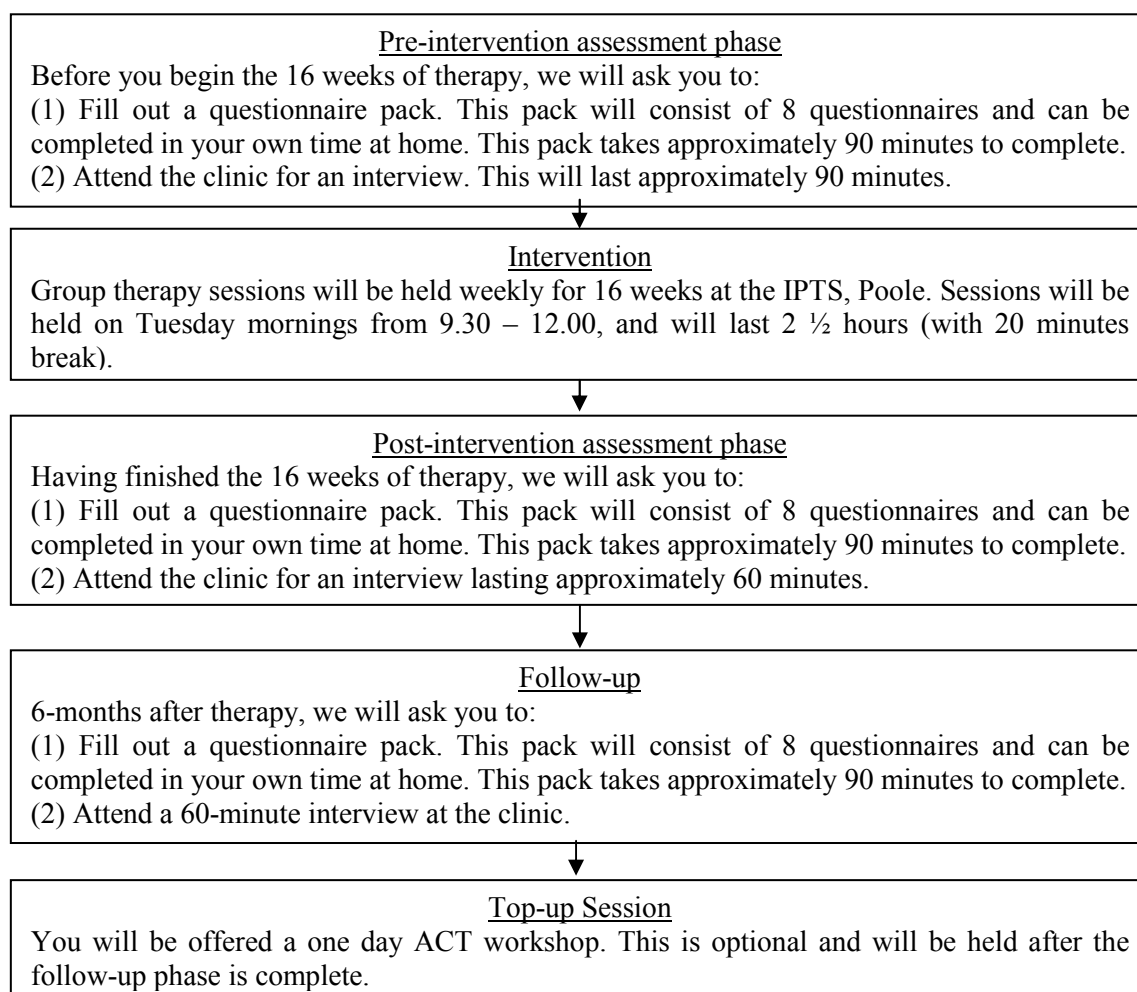 Pre-intervention assessment phase
Before you begin the 16 weeks of therapy, we will ask you to:
(1) Fill out a questionnaire pack. This pack will consist of 8 questionnaires and can be
completed in your own time at home. This pack takes approximately 90 minutes to complete.
(2) Attend the clinic for an interview. This will last approximately 90 minutes.
Intervention
Group therapy sessions will be held weekly for 16 weeks at the IPTS, Poole. Sessions will be
held on Tuesday mornings from 9.30 – 12.00, and will last 2 ½ hours (with 20 minutes
break).
Post-intervention assessment phase
Having finished the 16 weeks of therapy, we will ask you to:
(1) Fill out a questionnaire pack. This pack will consist of 8 questionnaires and can be
completed in your own time at home. This pack takes approximately 90 minutes to complete.
(2) Attend the clinic for an interview lasting approximately 60 minutes.
Follow-up
6-months after therapy, we will ask you to:
(1) Fill out a questionnaire pack. This pack will consist of 8 questionnaires and can be
completed in your own time at home. This pack takes approximately 90 minutes to complete.
(2) Attend a 60-minute interview at the clinic.
Top-up Session
You will be offered a one day ACT workshop. This is optional and will be held after the
follow-up phase is complete.